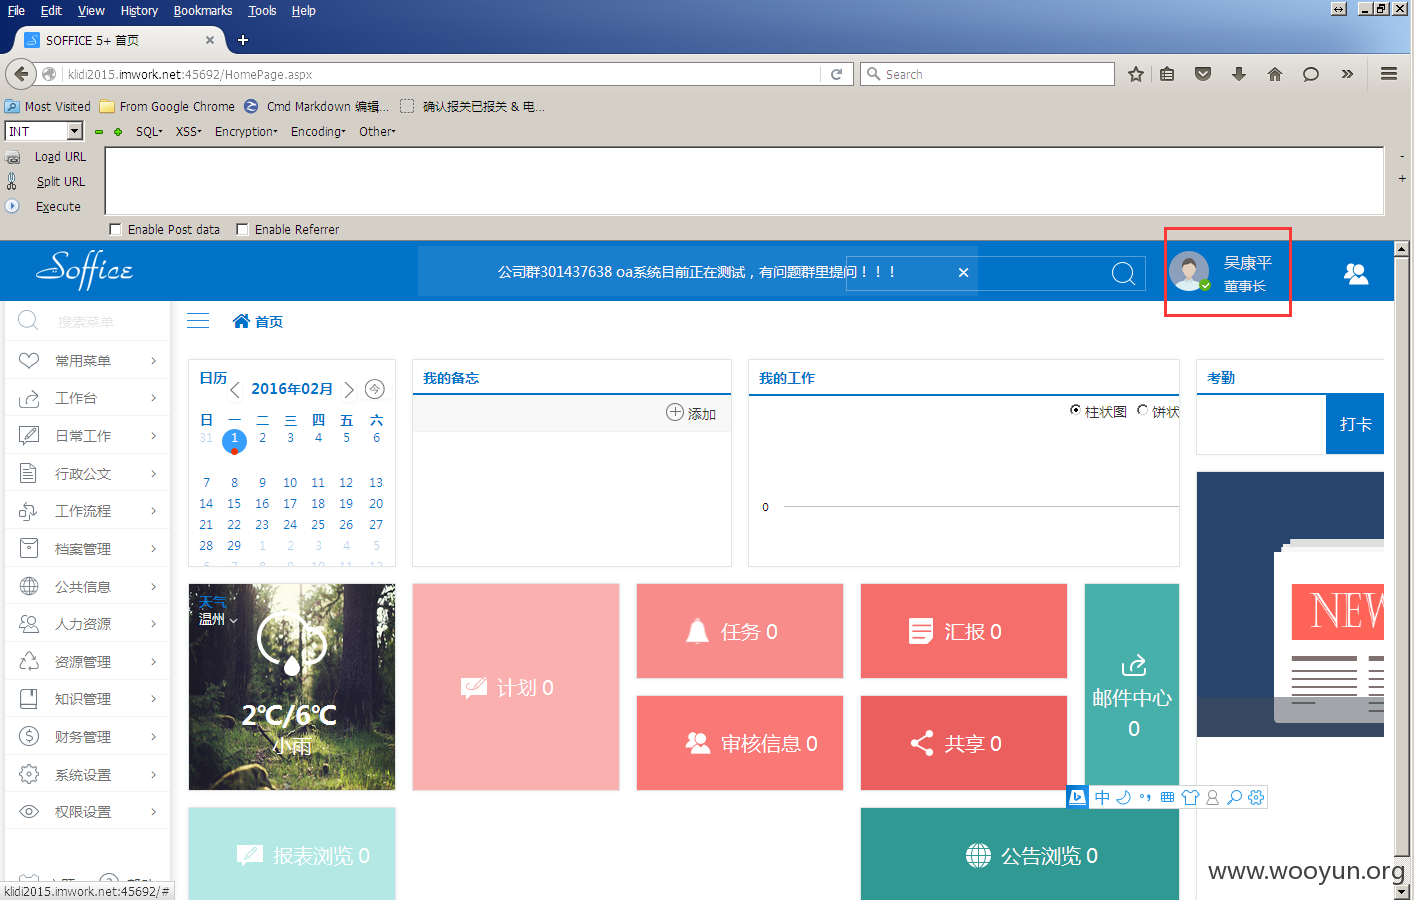 File Edit View History Bookmarks Tools Help
SOFFICE 5+ 首页
klidi2015.imwork.net:45692/HomePage.aspx
Search
Most Visited From Google Chrome Cmd Markdown 编辑... 确认报关已报关 & 电...
INT SQL XSS Encryption Encoding Other
Load URL
Split URL
Execute
Enable Post data Enable Referrer
Soffice
公司群301437638 oa系统目前正在测试，有问题群里提问！！！
吴康平
董事长
搜索菜单
首页
常用菜单
工作台
日常工作
行政公文
工作流程
档案管理
公共信息
人力资源
资源管理
知识管理
财务管理
系统设置
权限设置
日历
2016年02月
今
日 一 二 三 四 五 六
31 1 2 3 4 5 6
7 8 9 10 11 12 13
14 15 16 17 18 19 20
21 22 23 24 25 26 27
28 29 1 2 3 4 5
6 7 8 9 10 11 12
我的备忘
添加
我的工作
柱状图 饼状
0
考勤
打卡
NEW
天气
温州
2℃/6℃
小雨
计划 0
任务 0
汇报 0
审核信息 0
共享 0
邮件中心
0
报表浏览 0
公告浏览 0
中
klidi2015.imwork.net:45692/#
www.wooyun.org